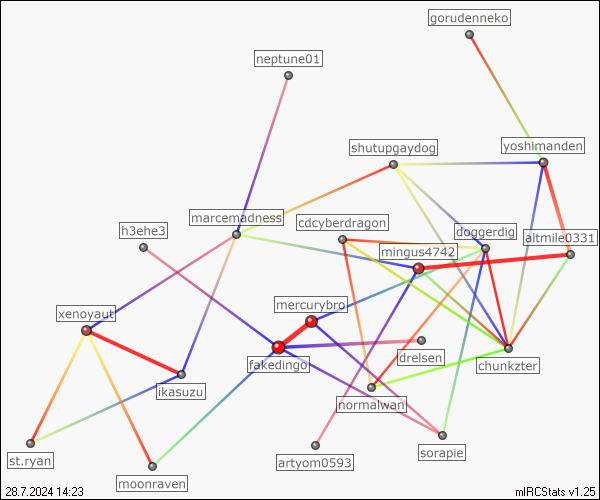 gorudenneko
neptune01
shutupgaydog
yoshimanden
marcemadness
cdcyberdragon
h3ehe3
doggerdig
altmile0331
mingus4742
mercurybro
xenoyaut
fakedingo
drelsen
chunkzter
ikasuzu
normalwan
st.ryan
sorapie
artyom0593
moonraven
28.7.2024 14:23
mIRCStats v1.25